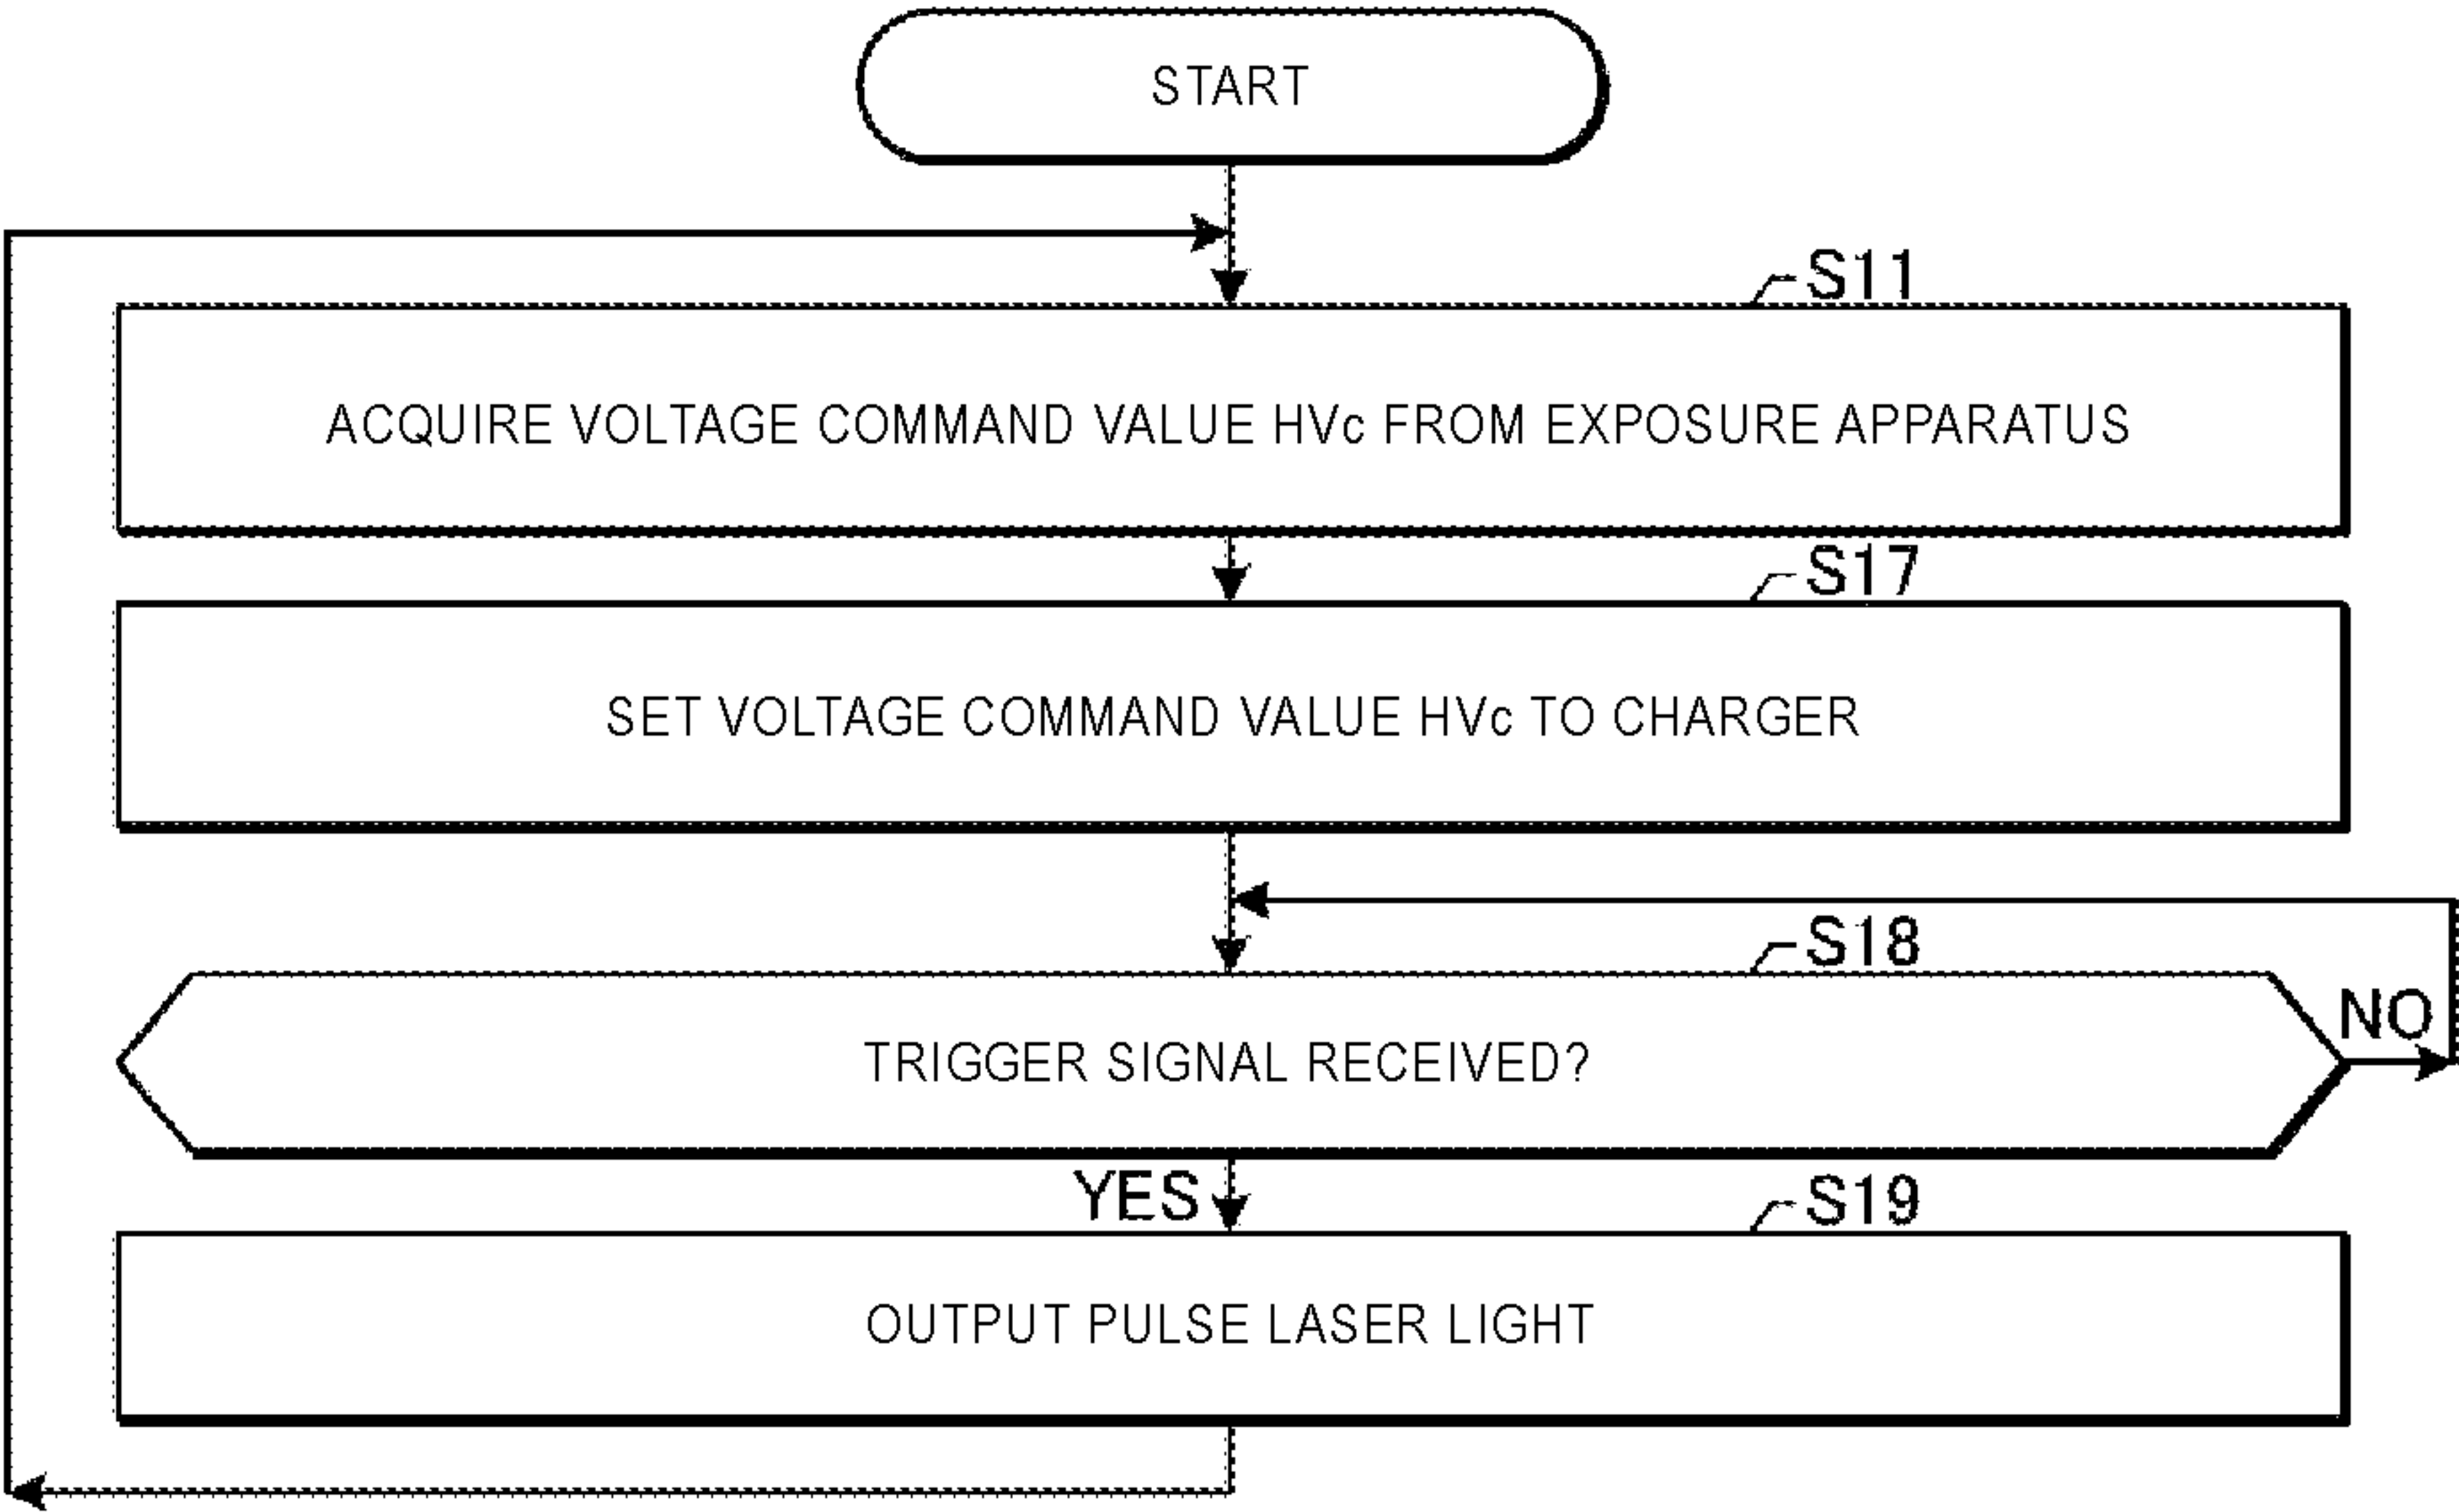 START
S11
ACQUIRE VOLTAGE COMMAND VALUE HVc FROM EXPOSURE APPARATUS
S17
SET VOLTAGE COMMAND VALUE HVc TO CHARGER
S18
TRIGGER SIGNAL RECEIVED?
NO
YES
S19
OUTPUT PULSE LASER LIGHT